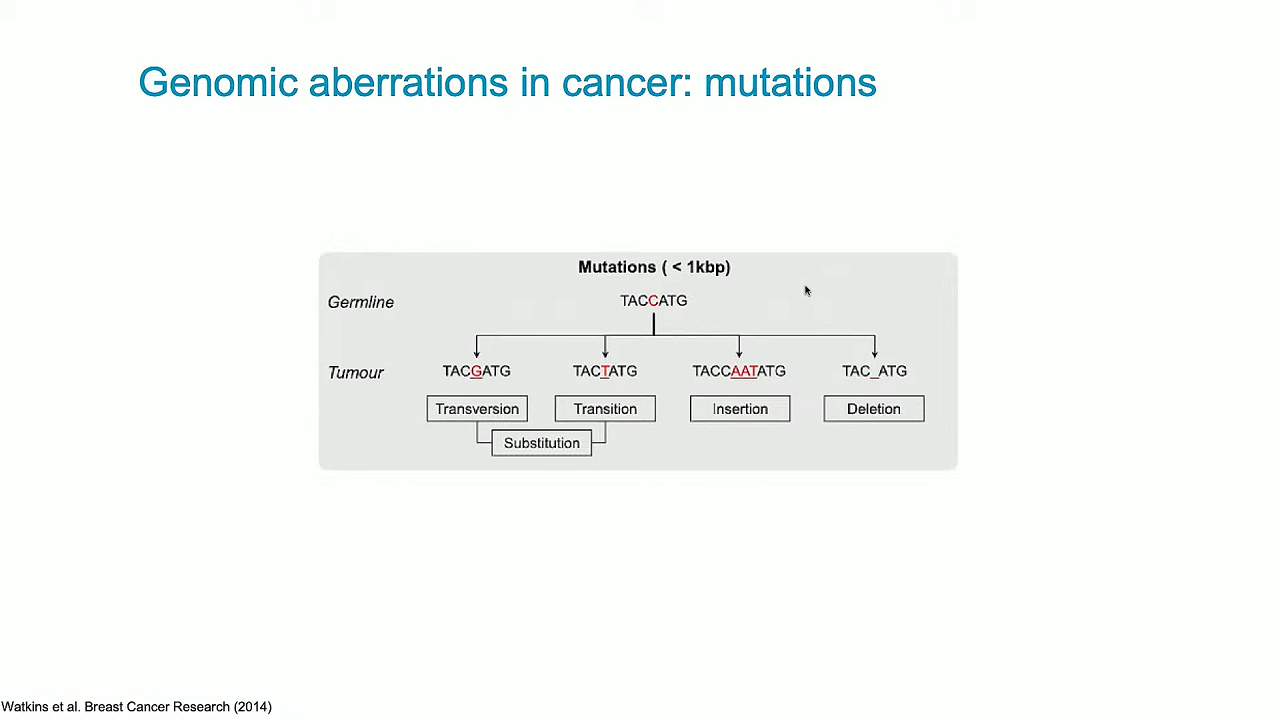 Genomic aberrations in cancer: mutations
Mutations ( < 1kbp)
Germline
TACCATG
Tumour
TACGATG
TACTATG
TACCAATATG
TAC_ATG
Transversion
Transition
Insertion
Deletion
Substitution
Watkins et al. Breast Cancer Research (2014)